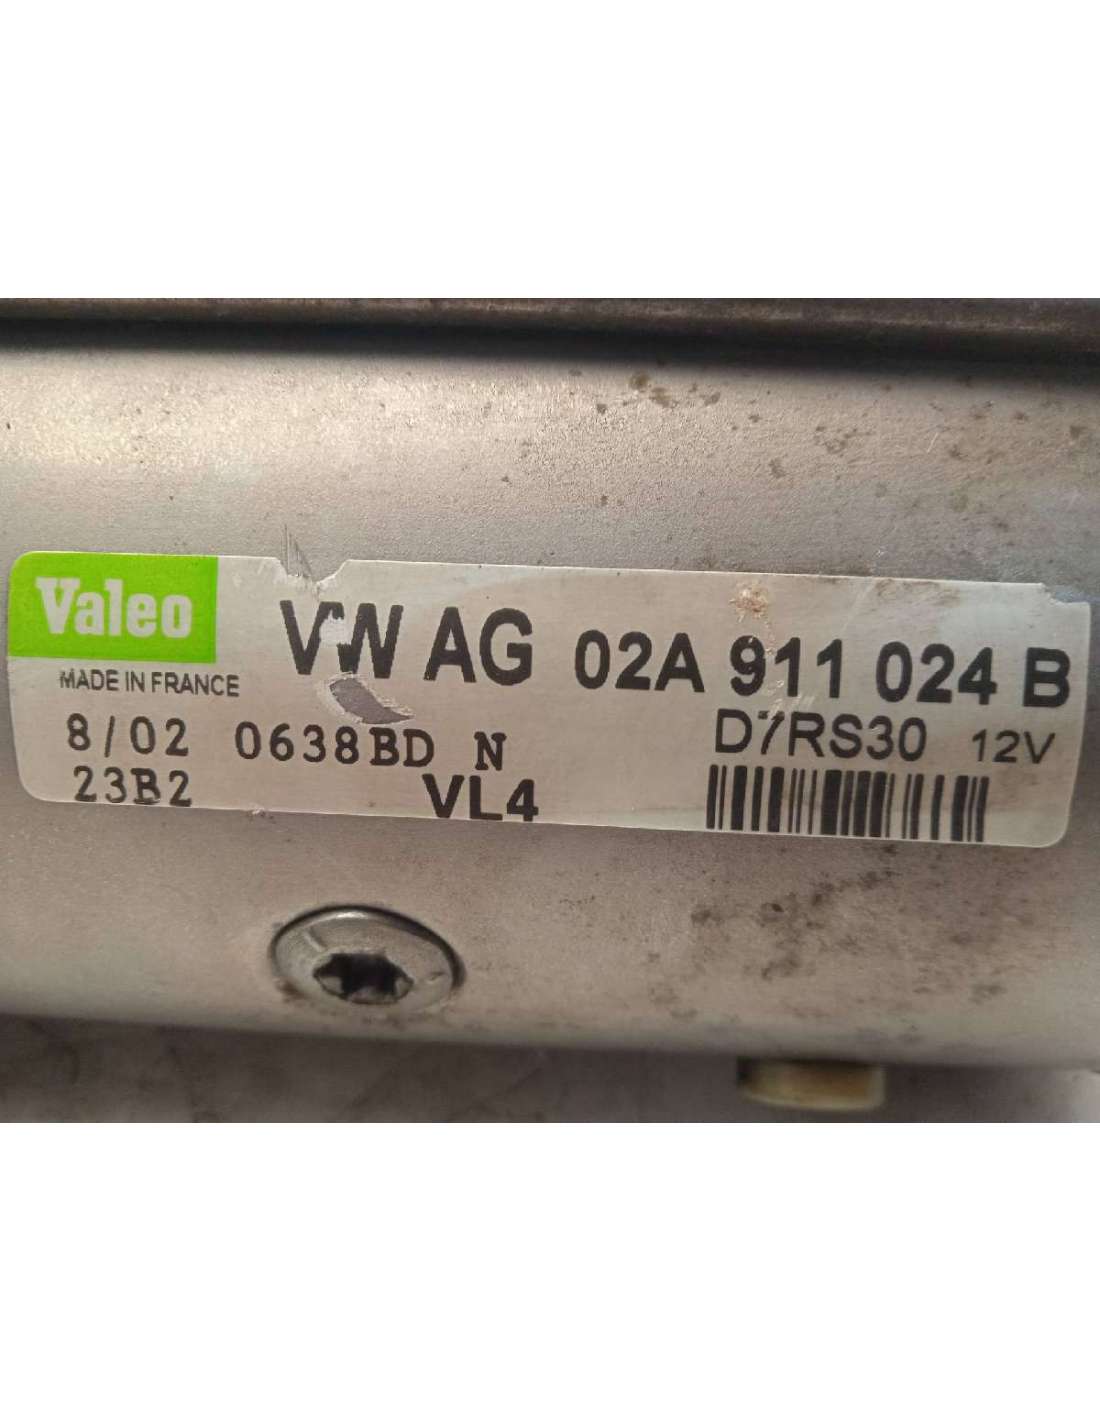 Valeo
VW AG 02A 911 024 B
MADE IN FRANCE
8/02 0638BD N D7RS30 12V
23B2 VL4